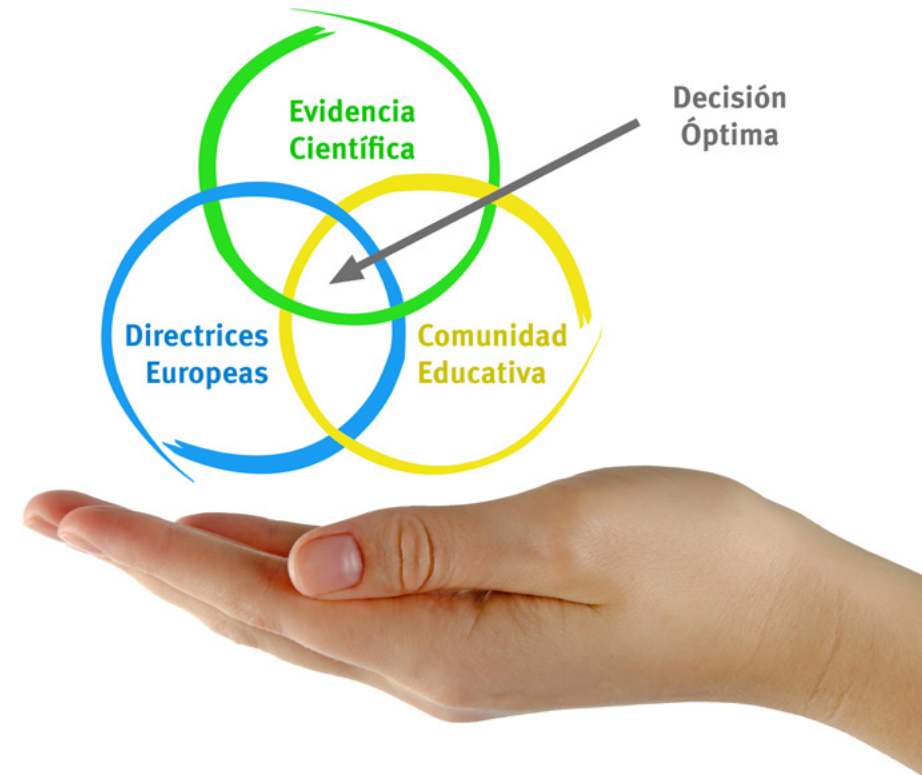 Evidencia
Científica
Decisión
Óptima
Directrices
Europeas
Comunidad
Educativa